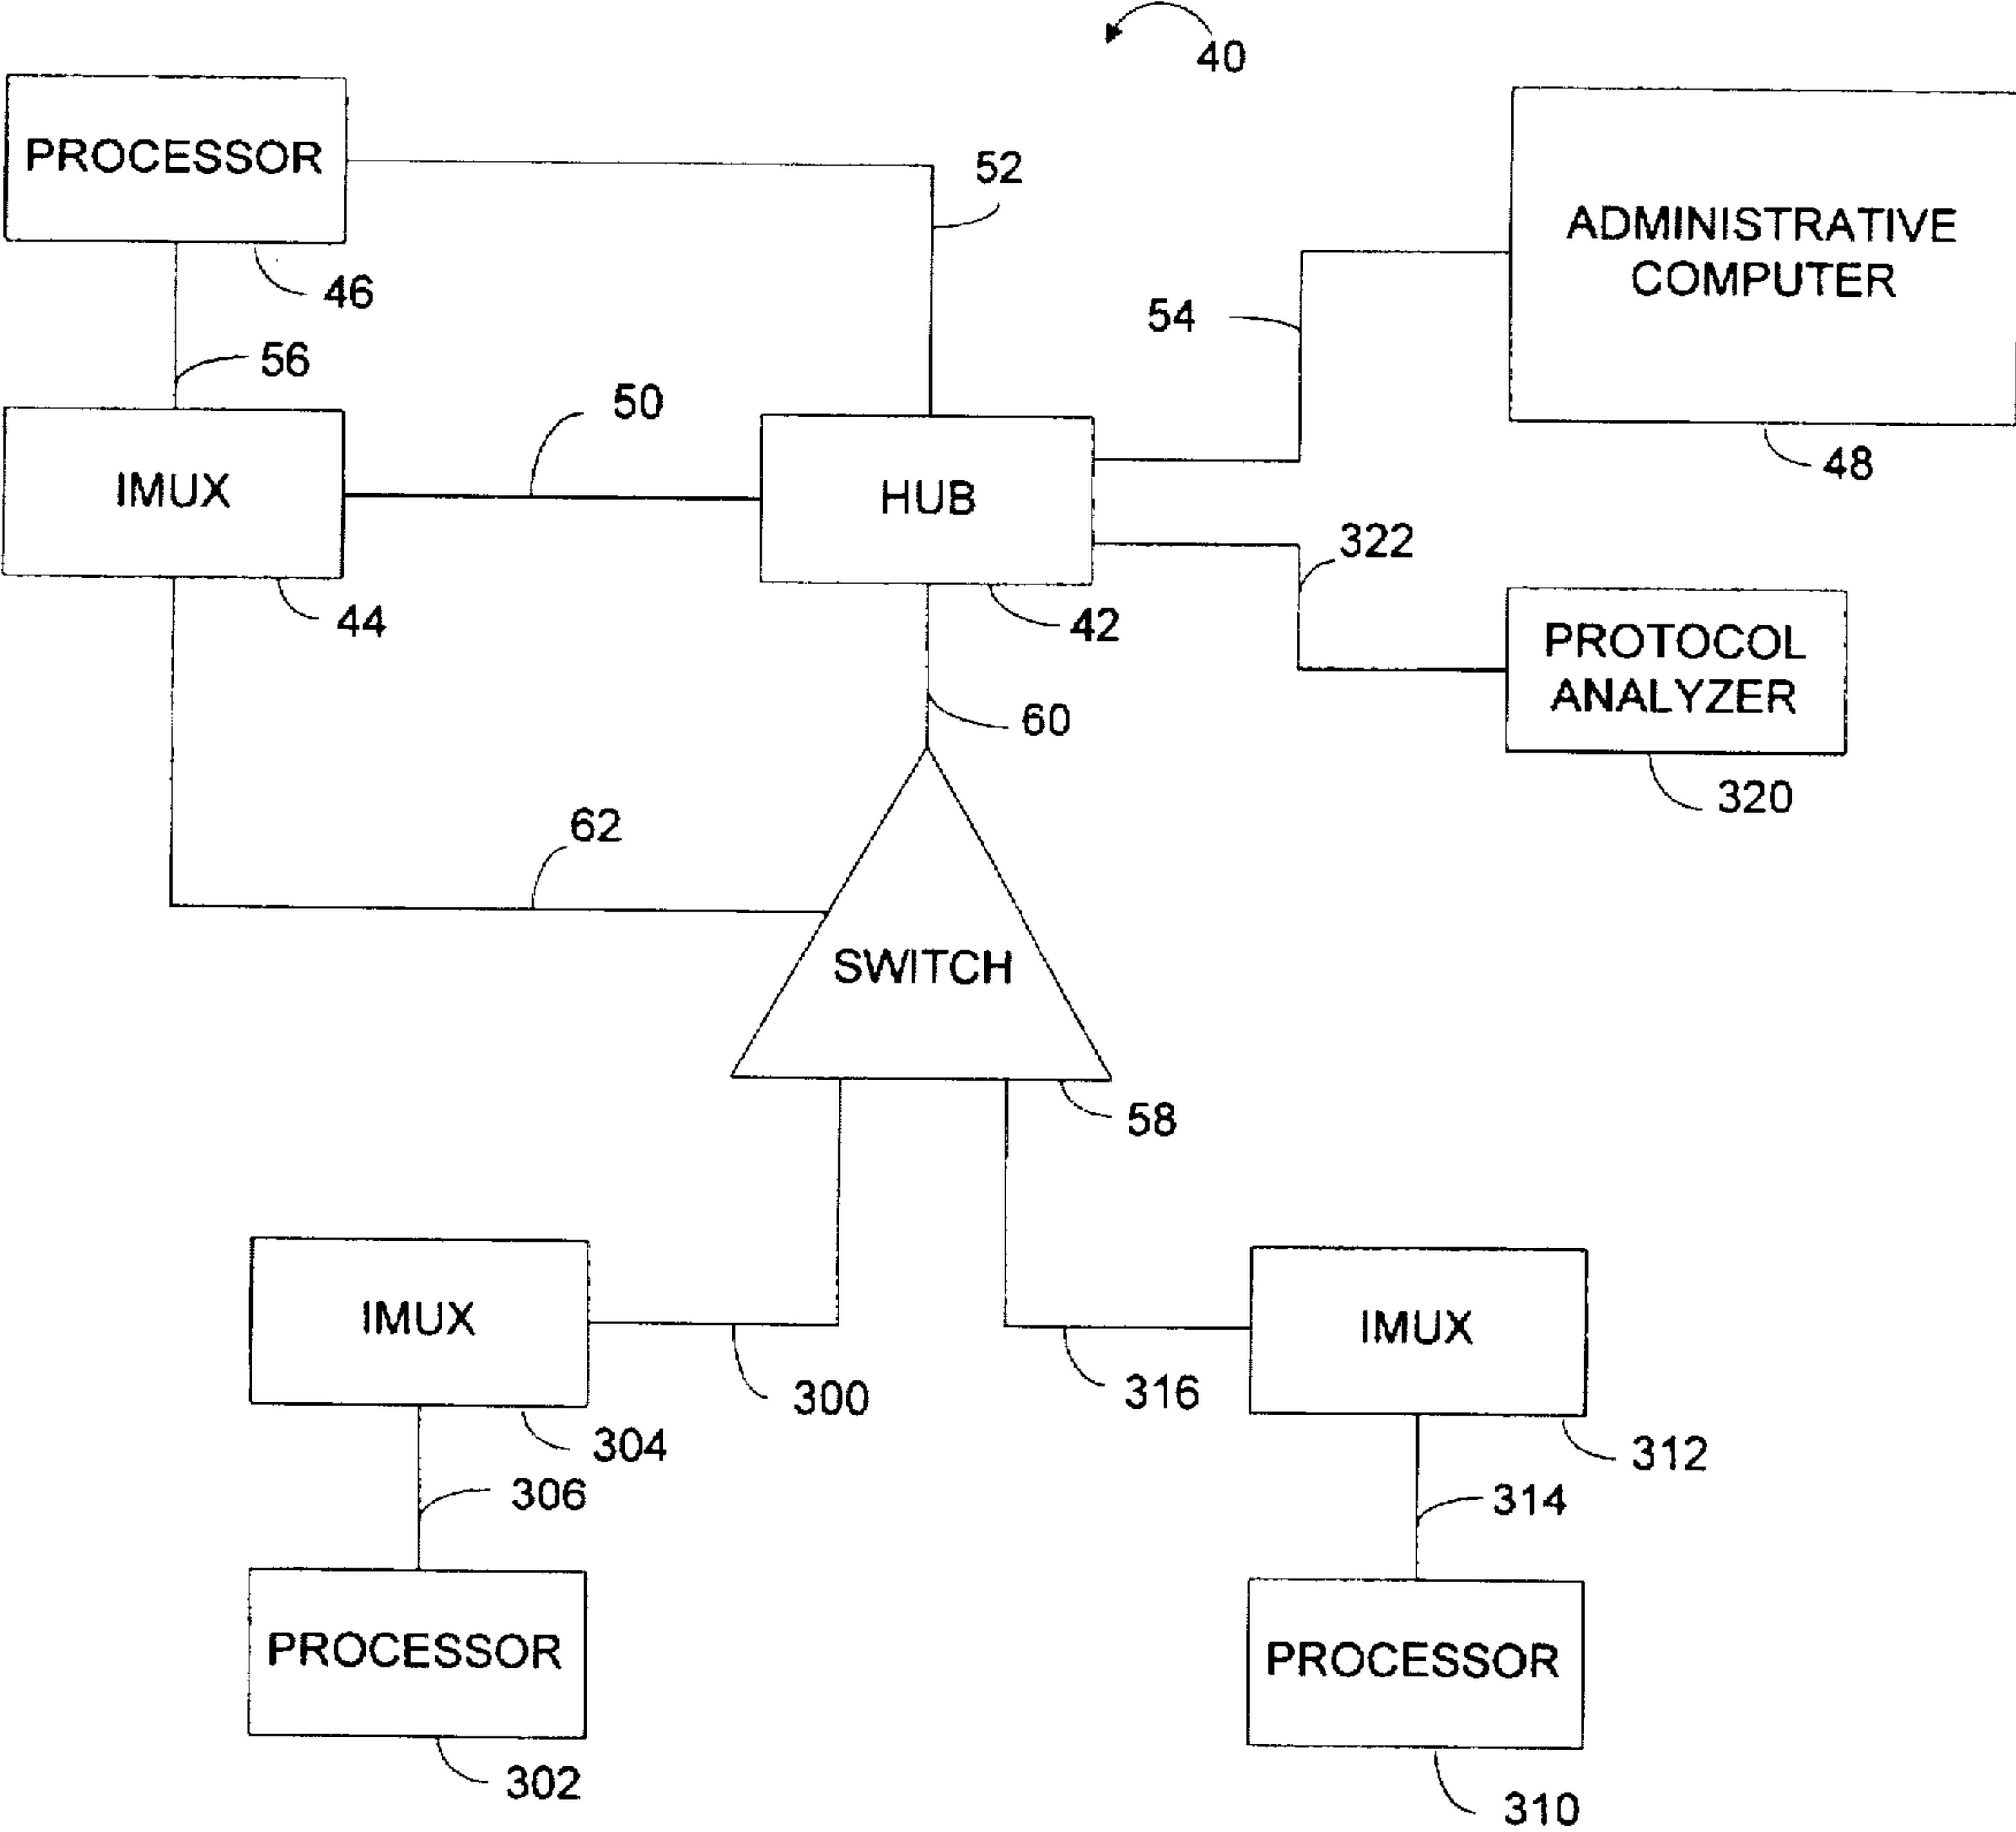 40
PROCESSOR
52
ADMINISTRATIVE
COMPUTER
46
54
56
50
48
IMUX
HUB
322
44
42
PROTOCOL
ANALYZER
60
320
62
SWITCH
58
IMUX
IMUX
300
316
304
312
306
314
PROCESSOR
PROCESSOR
302
310